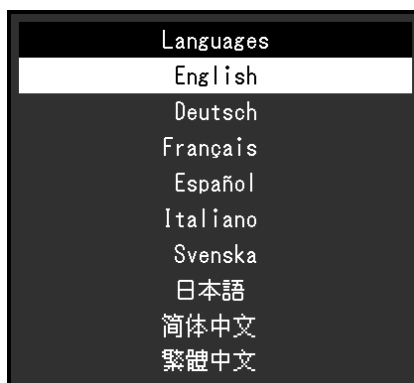 Languages
English
Deutsch
Français
Español
Italiano
Svenska
日本語
简体中文
繁體中文